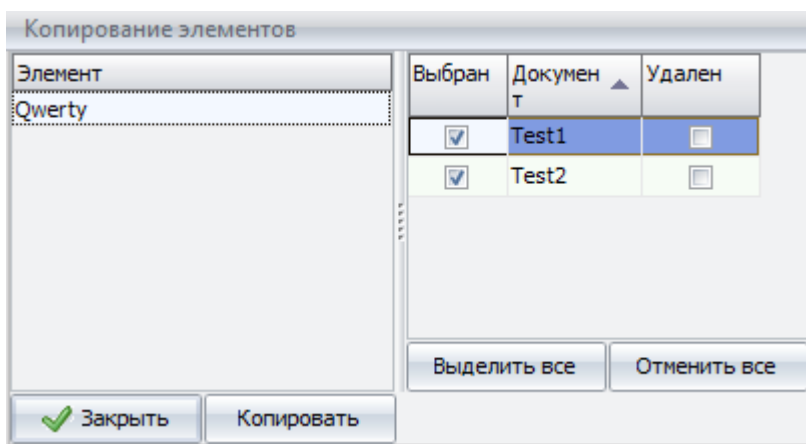 Копирование элементов
Элемент
Qwerty
Выбран Докумен Удален
т
Test1
Test2
Выделить все Отменить все
Закрыть Копировать